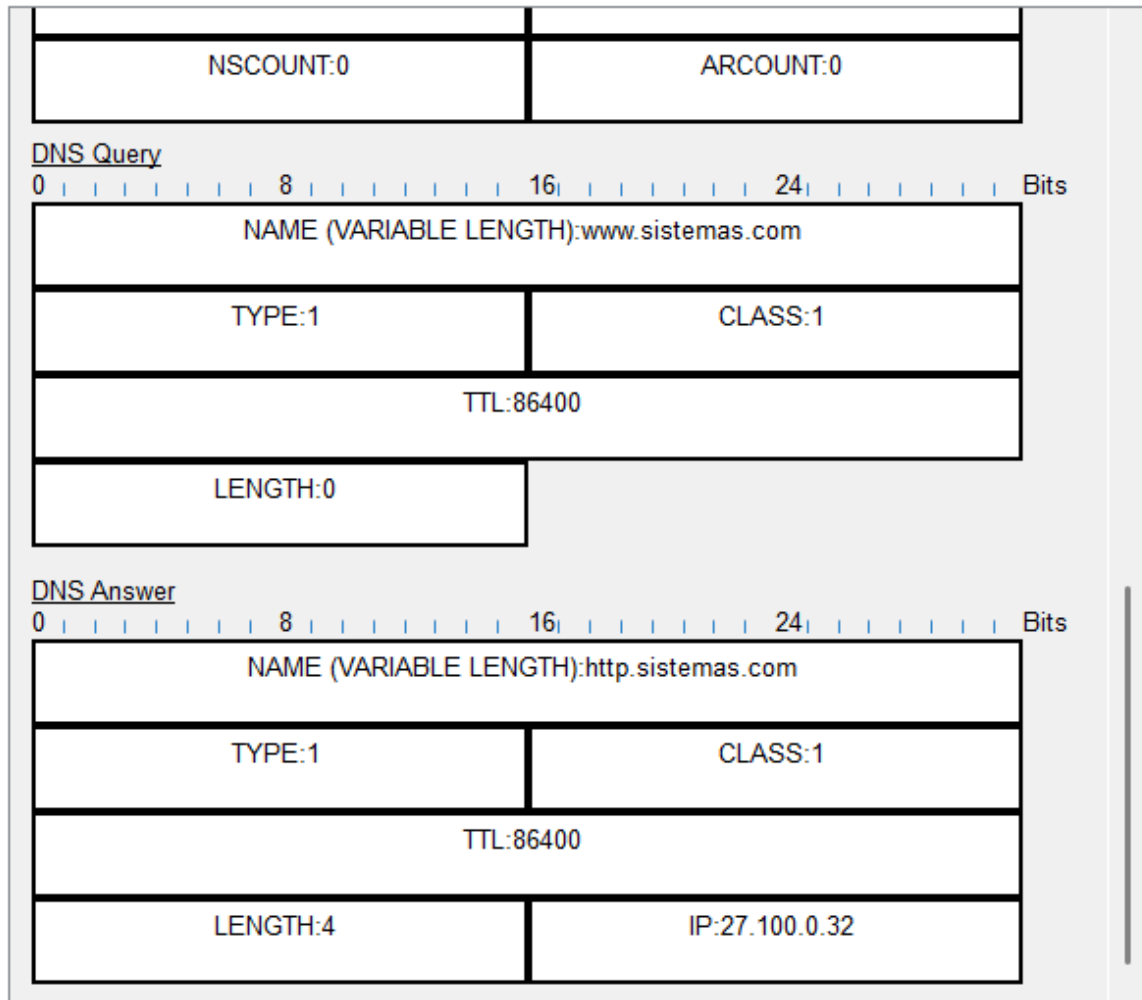 NSCOUNT:0 ARCOUNT:0
DNS Query
0 8 16 24 Bits
NAME (VARIABLE LENGTH):www.sistemas.com
TYPE:1 CLASS:1
TTL:86400
LENGTH:0
DNS Answer
0 8 16 24 Bits
NAME (VARIABLE LENGTH):http.sistemas.com
TYPE:1 CLASS:1
TTL:86400
LENGTH:4 IP:27.100.0.32